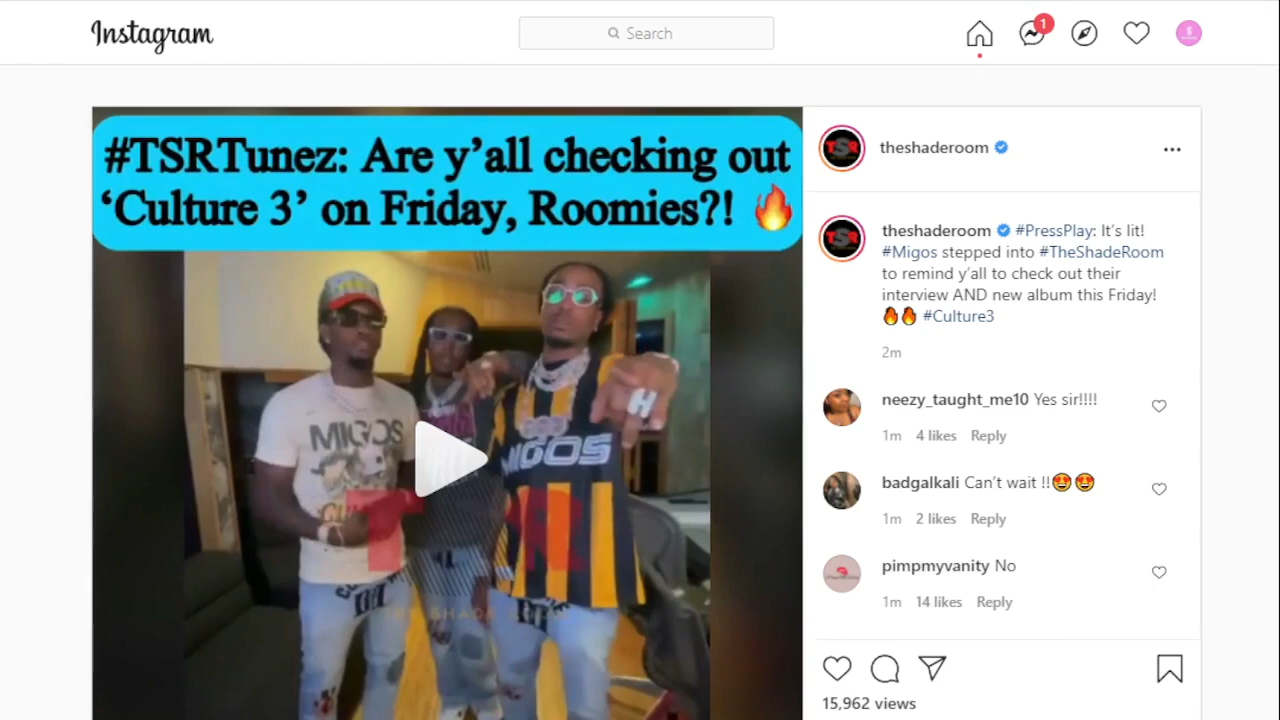 Instagram
Search
1
#TSRTunez: Are y’all checking out
‘Culture 3’ on Friday, Roomies?! 🔥
MIGOS
MIGOS
H
theshaderoom
TSR
TSR
theshaderoom #PressPlay: It’s lit!
#Migos stepped into #TheShadeRoom
to remind y’all to check out their
interview AND new album this Friday!
🔥🔥 #Culture3
2m
neezy_taught_me10 Yes sir!!!!
1m 4 likes Reply
badgalkali Can’t wait !!😍😍
1m 2 likes Reply
pimpmyvanity No
1m 14 likes Reply
15,962 views